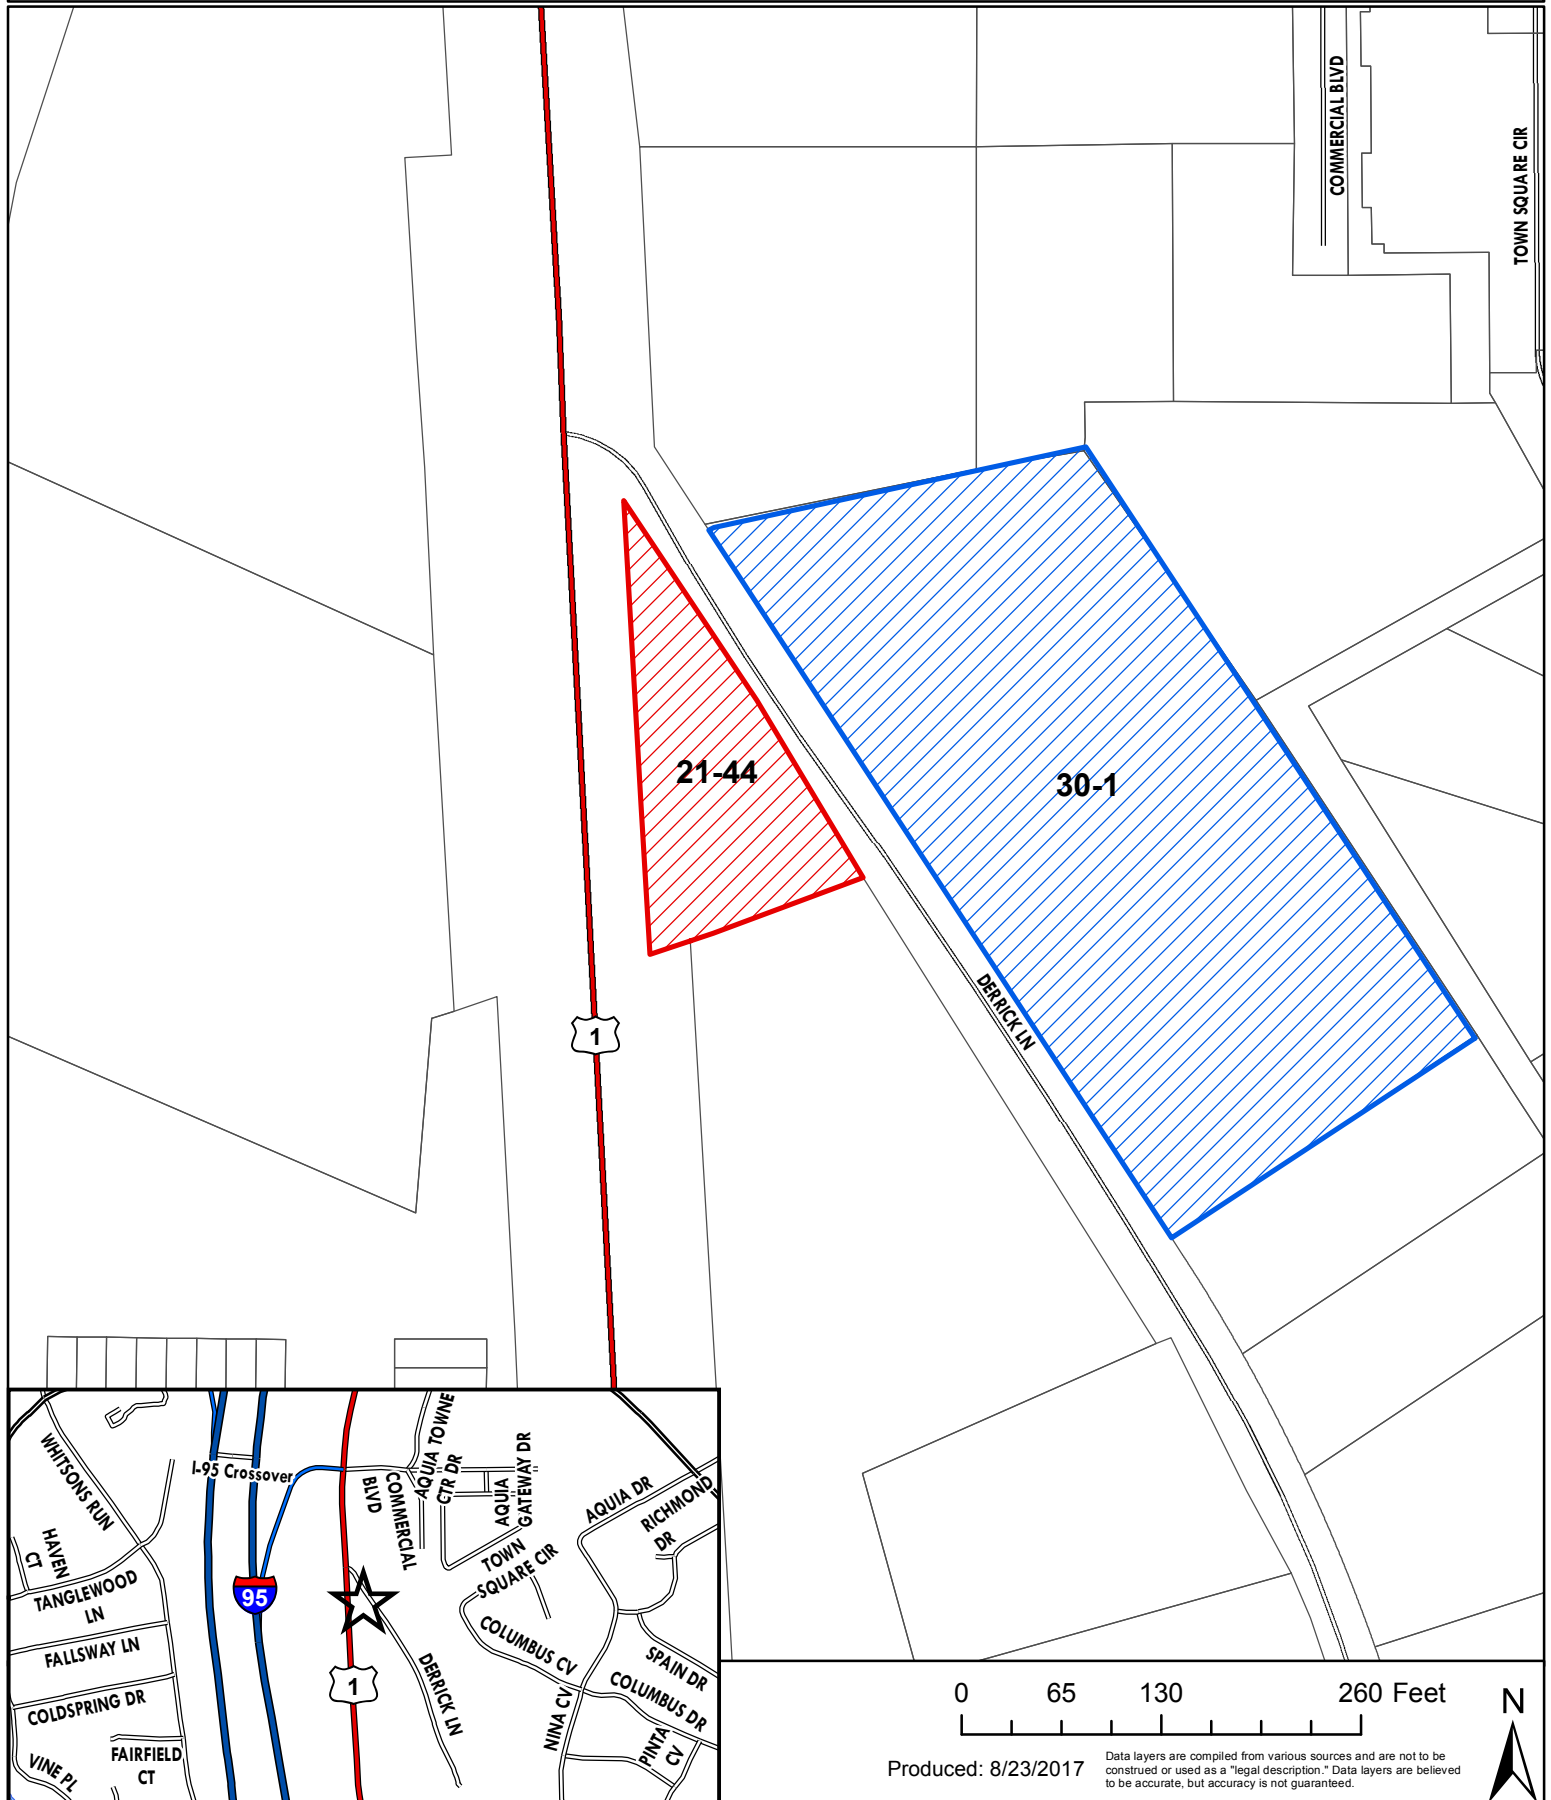 COMMERCIAL BLVD
TOWN SQUARE CIR
21-44
30-1
DERRICK LN
1
WHITSONS RUN
I-95 Crossover
BLVD
COMMERCIAL
AQUIA TOWNE
CTR DR
AQUIA
GATEWAY DR
AQUIA DR
RICHMOND
DR
HAVEN
CT
TANGLEWOOD
LN
95
TOWN
SQUARE CIR
FALLSWAY LN
COLUMBUS CV
SPAIN DR
COLDSPRING DR
1
DERRICK LN
NINA CV
COLUMBUS DR
PINTA
CV
VINE PL
FAIRFIELD
CT
0 65 130 260 Feet
N
Produced: 8/23/2017
Data layers are compiled from various sources and are not to be
construed or used as a "legal description." Data layers are believed
to be accurate, but accuracy is not guaranteed.